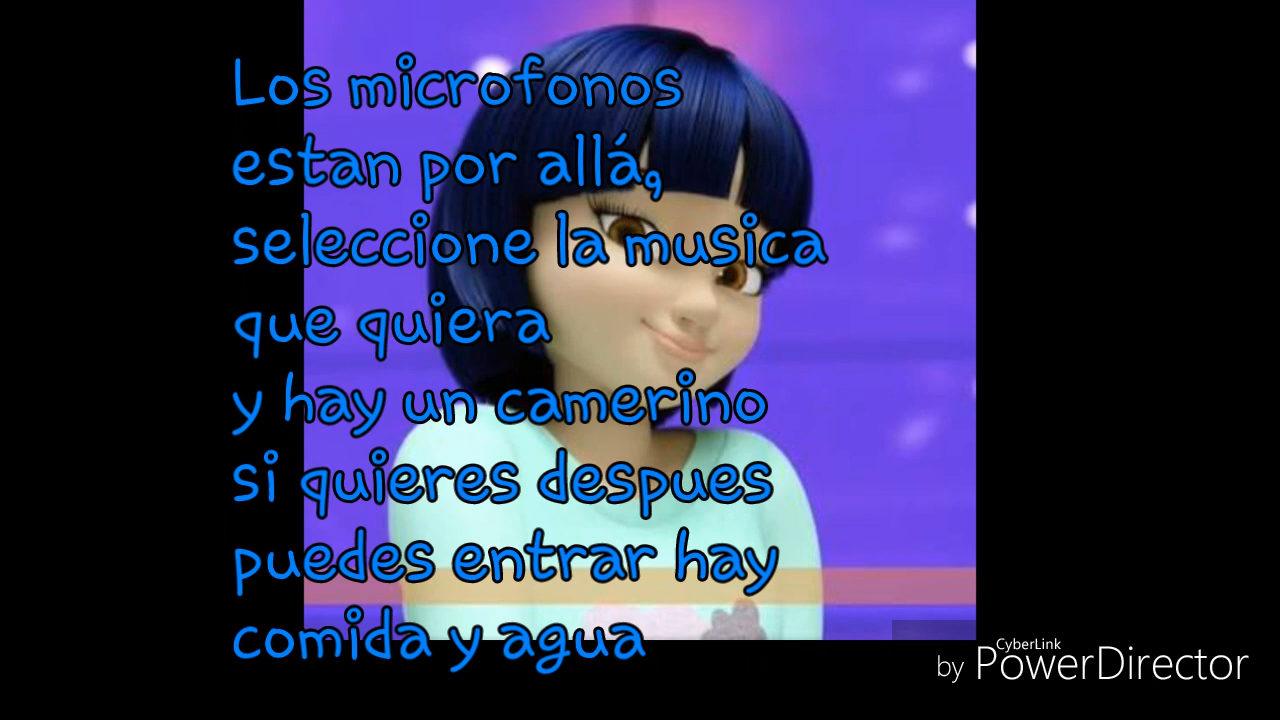 Los microfonos
estan por allá,
seleccione la musica
que quiera
y hay un camerino
si quieres despues
puedes entrar hay
comida y agua
CyberLink
by PowerDirector